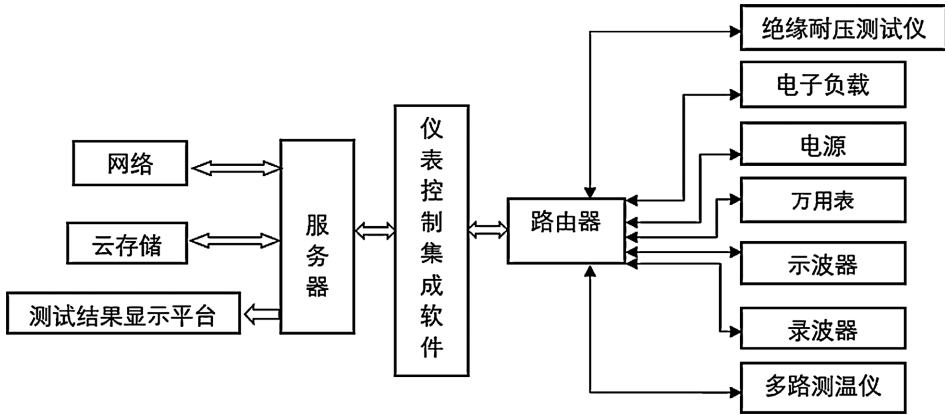 网络
云存储
测试结果显示平台
服务器
仪表控制集成软件
路由器
绝缘耐压测试仪
电子负载
电源
万用表
示波器
录波器
多路测温仪